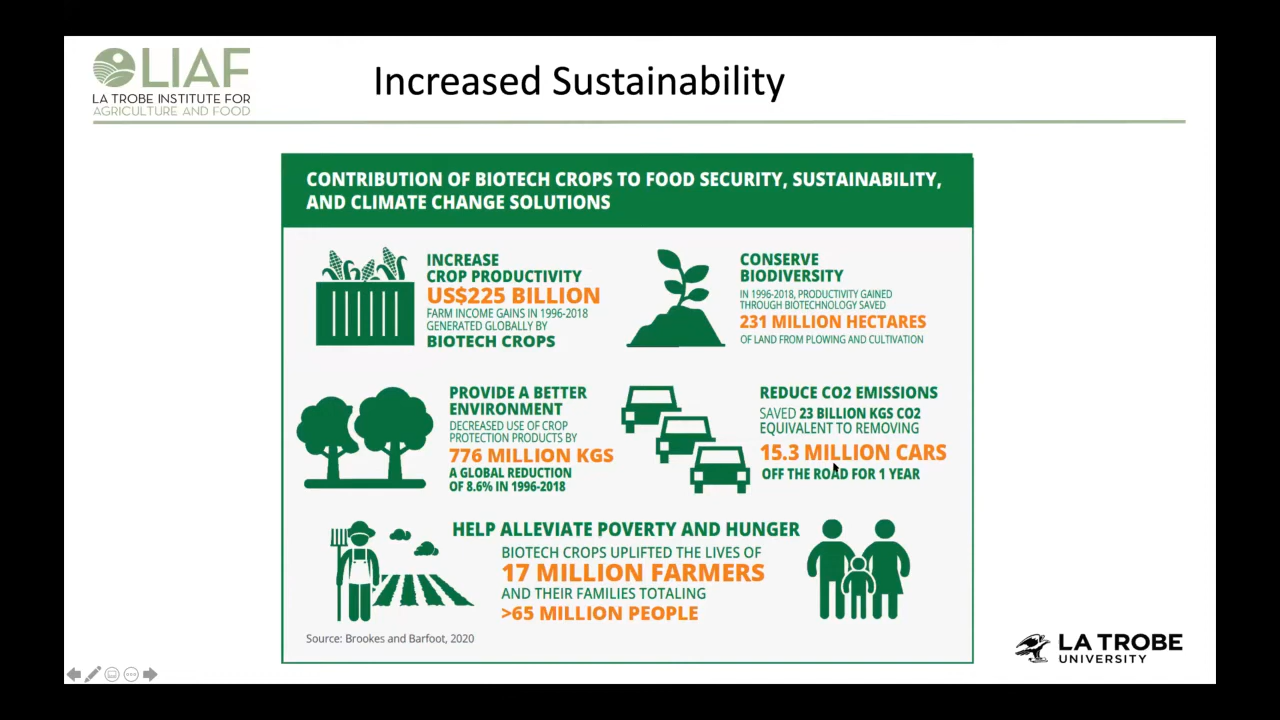 LIAF
LA TROBE INSTITUTE FOR
AGRICULTURE AND FOOD
Increased Sustainability
CONTRIBUTION OF BIOTECH CROPS TO FOOD SECURITY, SUSTAINABILITY,
AND CLIMATE CHANGE SOLUTIONS
INCREASE
CROP PRODUCTIVITY
US$225 BILLION
FARM INCOME GAINS IN 1996-2018
GENERATED GLOBALLY BY
BIOTECH CROPS
CONSERVE
BIODIVERSITY
IN 1996-2018, PRODUCTIVITY GAINED
THROUGH BIOTECHNOLOGY SAVED
231 MILLION HECTARES
OF LAND FROM PLOWING AND CULTIVATION
PROVIDE A BETTER
ENVIRONMENT
DECREASED USE OF CROP
PROTECTION PRODUCTS BY
776 MILLION KGS
A GLOBAL REDUCTION
OF 8.6% IN 1996-2018
REDUCE CO2 EMISSIONS
SAVED 23 BILLION KGS CO2
EQUIVALENT TO REMOVING
15.3 MILLION CARS
OFF THE ROAD FOR 1 YEAR
HELP ALLEVIATE POVERTY AND HUNGER
BIOTECH CROPS UPLIFTED THE LIVES OF
17 MILLION FARMERS
AND THEIR FAMILIES TOTALING
>65 MILLION PEOPLE
Source: Brookes and Barfoot, 2020
LA TROBE
UNIVERSITY